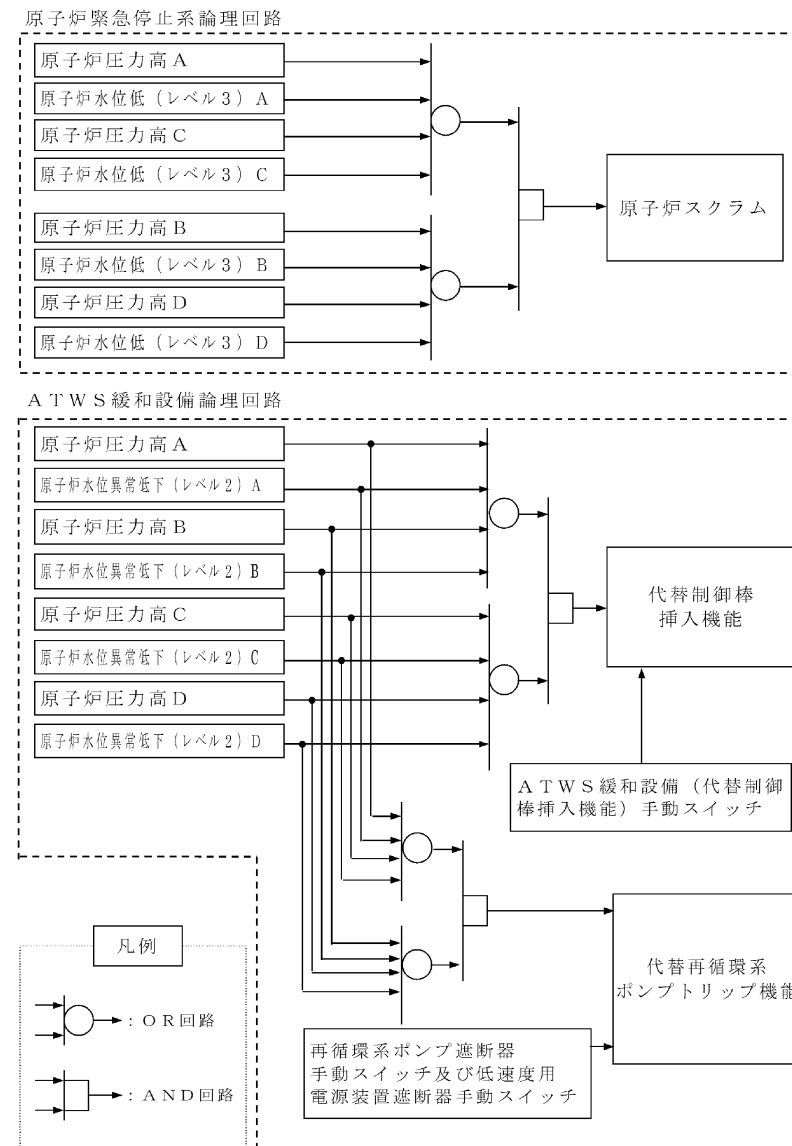 原子炉緊急停止系論理回路
原子炉圧力高A
原子炉水位低（レベル3）A
原子炉圧力高C
原子炉水位低（レベル3）C
原子炉圧力高B
原子炉水位低（レベル3）B
原子炉圧力高D
原子炉水位低（レベル3）D
原子炉スクラム
ATWS緩和設備論理回路
原子炉圧力高A
原子炉水位異常低下（レベル2）A
原子炉圧力高B
原子炉水位異常低下（レベル2）B
原子炉圧力高C
原子炉水位異常低下（レベル2）C
原子炉圧力高D
原子炉水位異常低下（レベル2）D
代替制御棒
挿入機能
ATWS緩和設備（代替制御
棒挿入機能）手動スイッチ
代替再循環系
ポンプトリップ機能
再循環系ポンプ遮断器
手動スイッチ及び低速度用
電源装置遮断器手動スイッチ
凡例
：OR回路
：AND回路